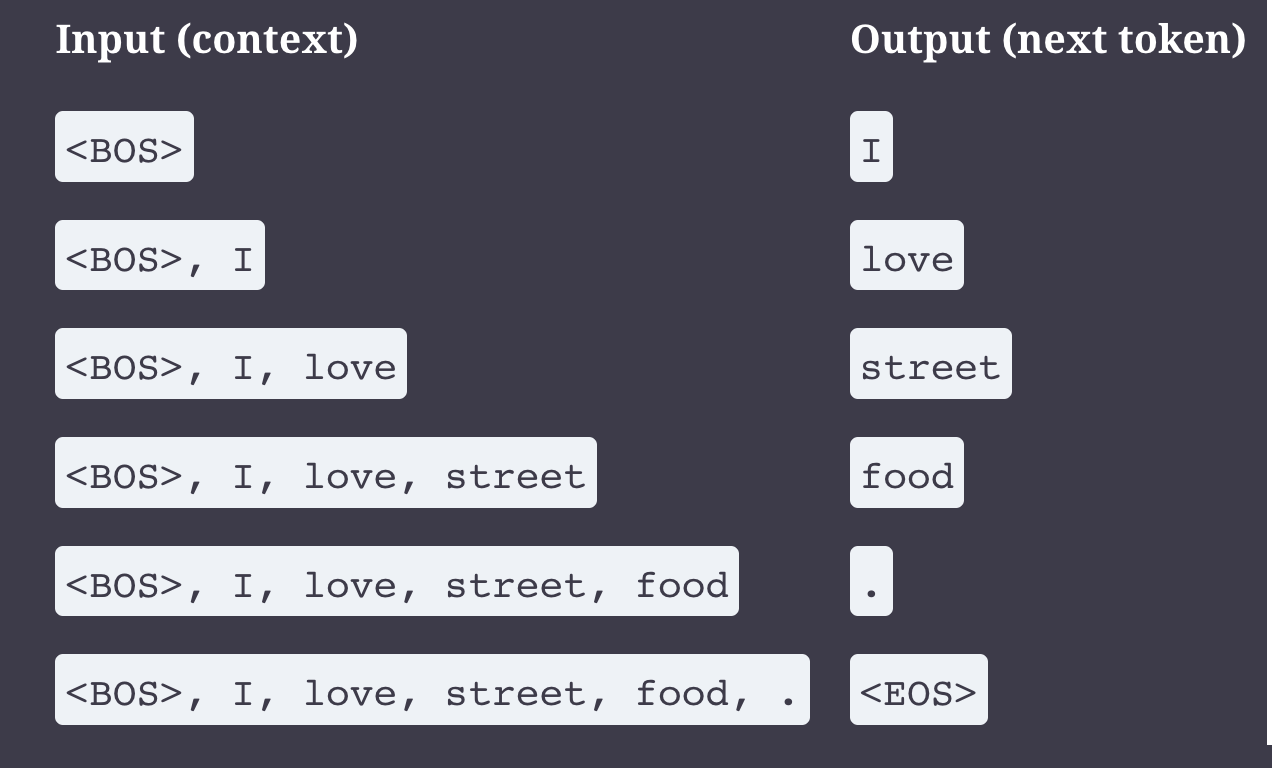 Input (context) Output (next token)
<BOS> I
<BOS>, I love
<BOS>, I, love street
<BOS>, I, love, street food
<BOS>, I, love, street, food .
<BOS>, I, love, street, food, . <EOS>